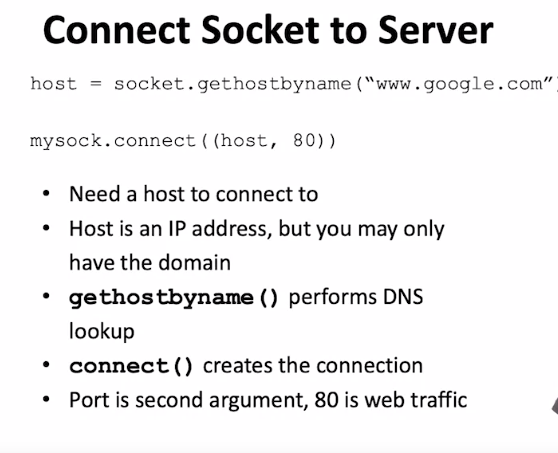 Connect Socket to Server
host = socket.gethostbyname(“www.google.com”)
mysock.connect((host, 80))
• Need a host to connect to
• Host is an IP address, but you may only
have the domain
• gethostbyname() performs DNS
lookup
• connect() creates the connection
• Port is second argument, 80 is web traffic